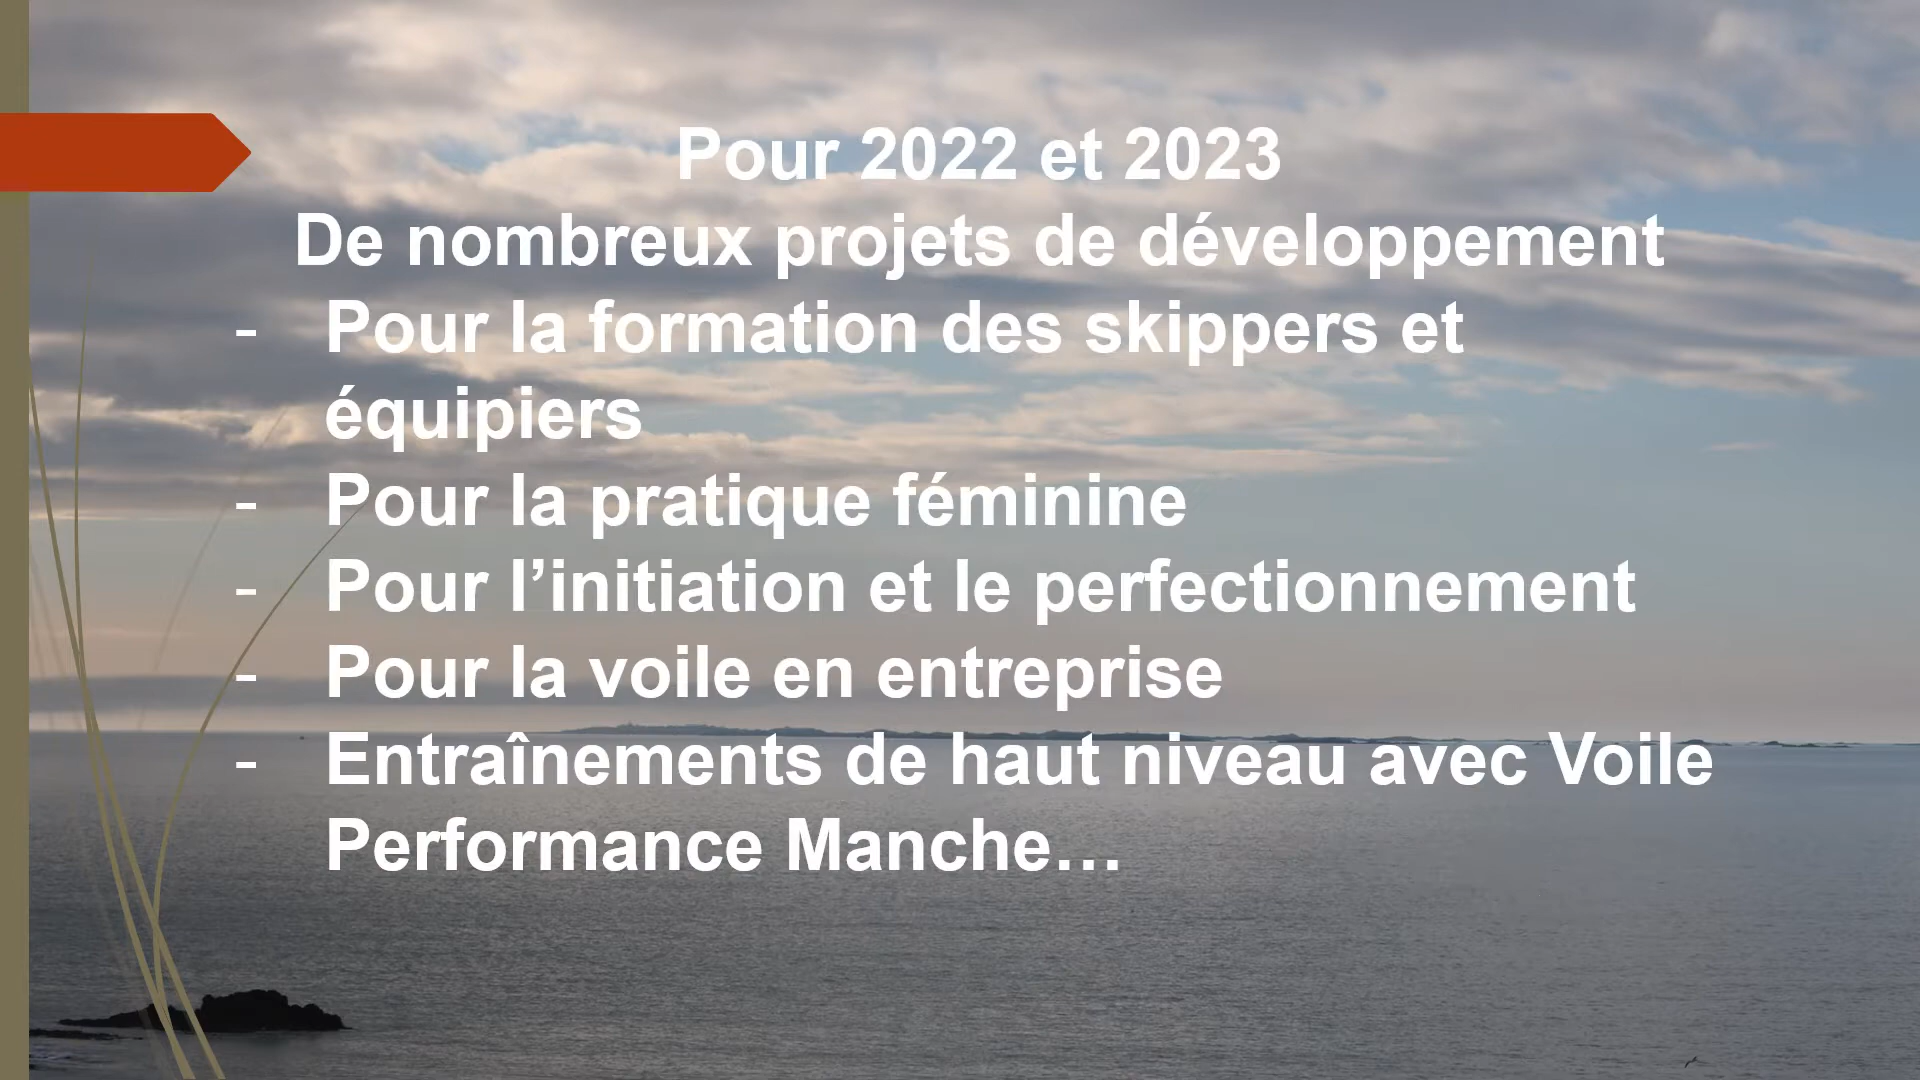 Pour 2022 et 2023
De nombreux projets de développement
- Pour la formation des skippers et
équipiers
- Pour la pratique féminine
- Pour l’initiation et le perfectionnement
- Pour la voile en entreprise
- Entraînements de haut niveau avec Voile
Performance Manche…